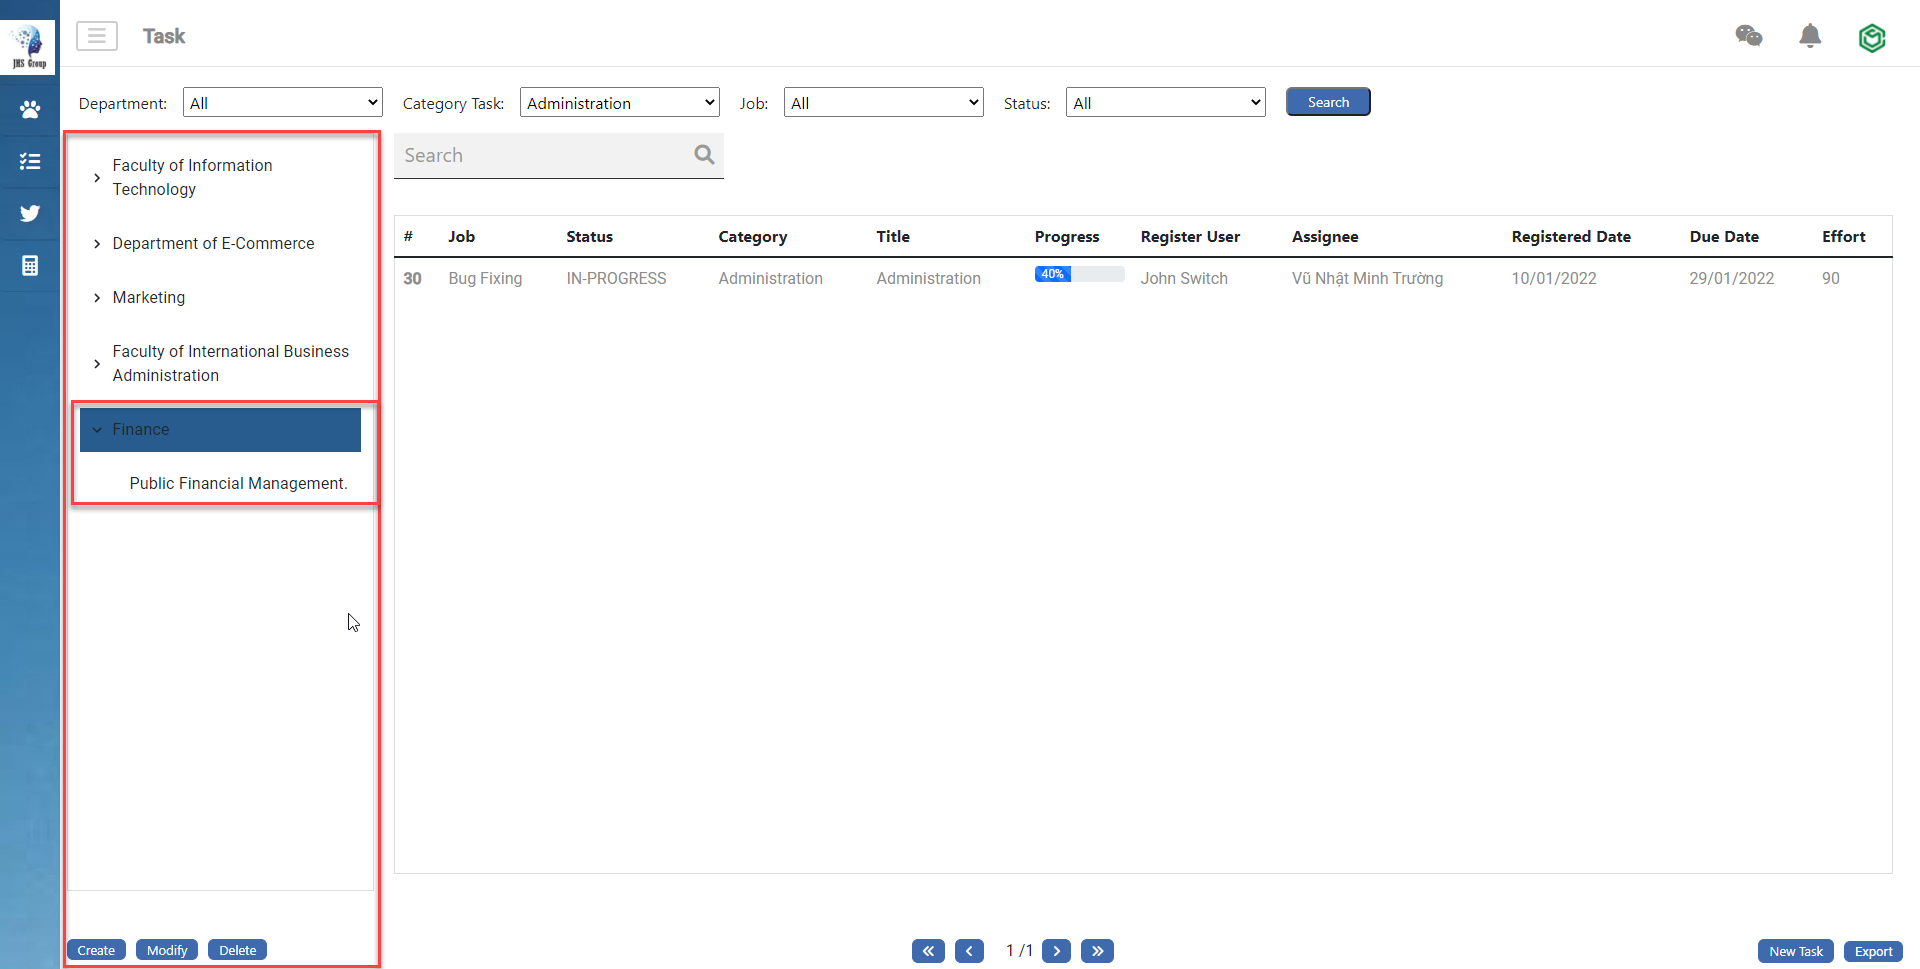 JHS Group
Task
Department: All Category Task: Administration Job: All Status: All Search
Faculty of Information
Technology
Department of E-Commerce
Marketing
Faculty of International Business
Administration
Finance
Public Financial Management.
Create Modify Delete
Search
# Job Status Category Title Progress Register User Assignee Registered Date Due Date Effort
30 Bug Fixing IN-PROGRESS Administration Administration 40% John Switch Vũ Nhật Minh Trường 10/01/2022 29/01/2022 90
1 /1
New Task Export